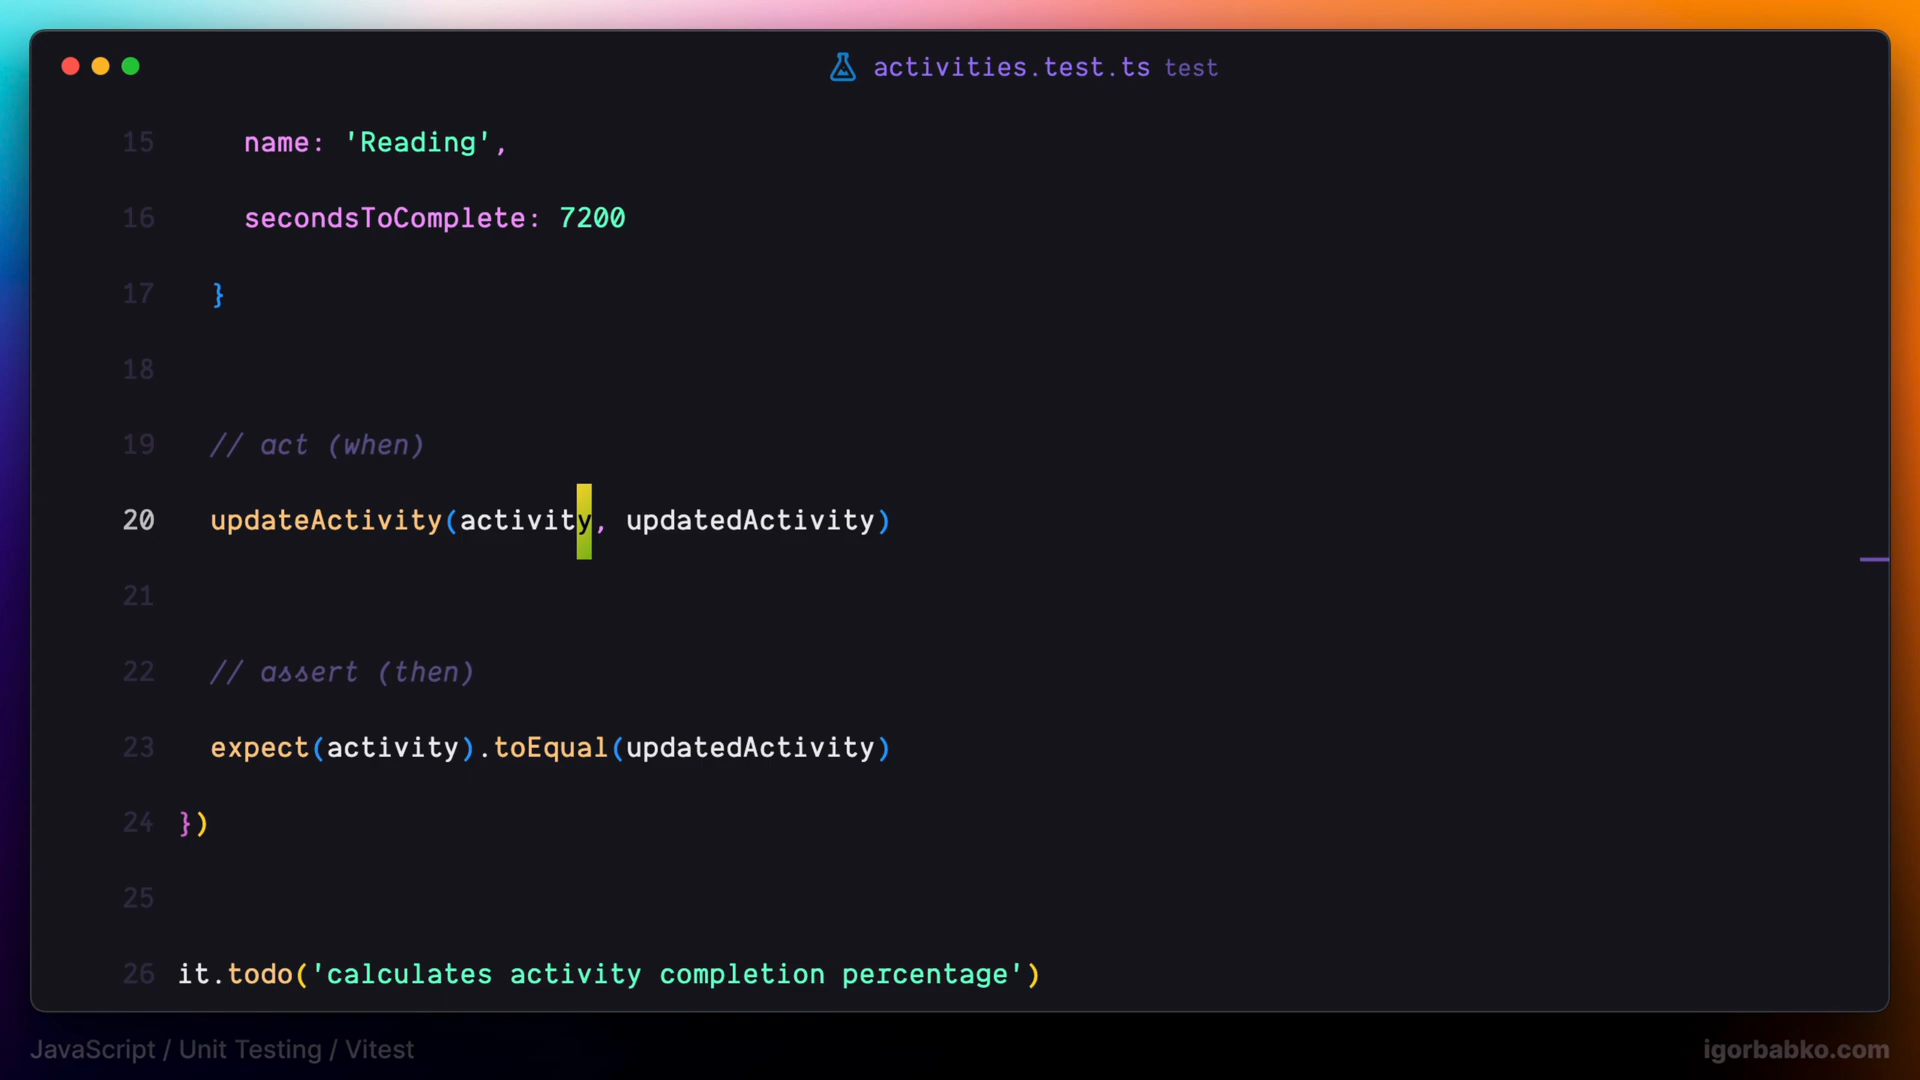 activities.test.ts test
15 name: 'Reading',
16 secondsToComplete: 7200
17 }
18
19 // act (when)
20 updateActivity(activity, updatedActivity)
21
22 // assert (then)
23 expect(activity).toEqual(updatedActivity)
24 })
25
26 it.todo('calculates activity completion percentage')
JavaScript / Unit Testing / Vitest
igorbabko.com